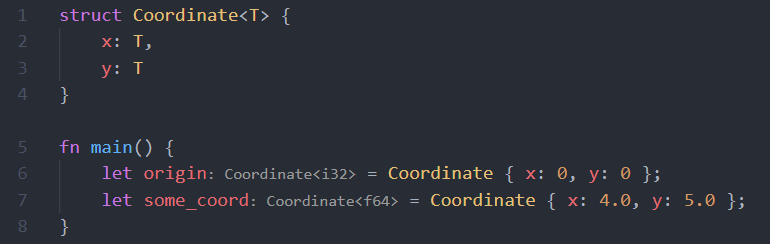 1 struct Coordinate<T> {
2     x: T,
3     y: T
4 }
5 fn main() {
6     let origin: Coordinate<i32> = Coordinate { x: 0, y: 0 };
7     let some_coord: Coordinate<f64> = Coordinate { x: 4.0, y: 5.0 };
8 }